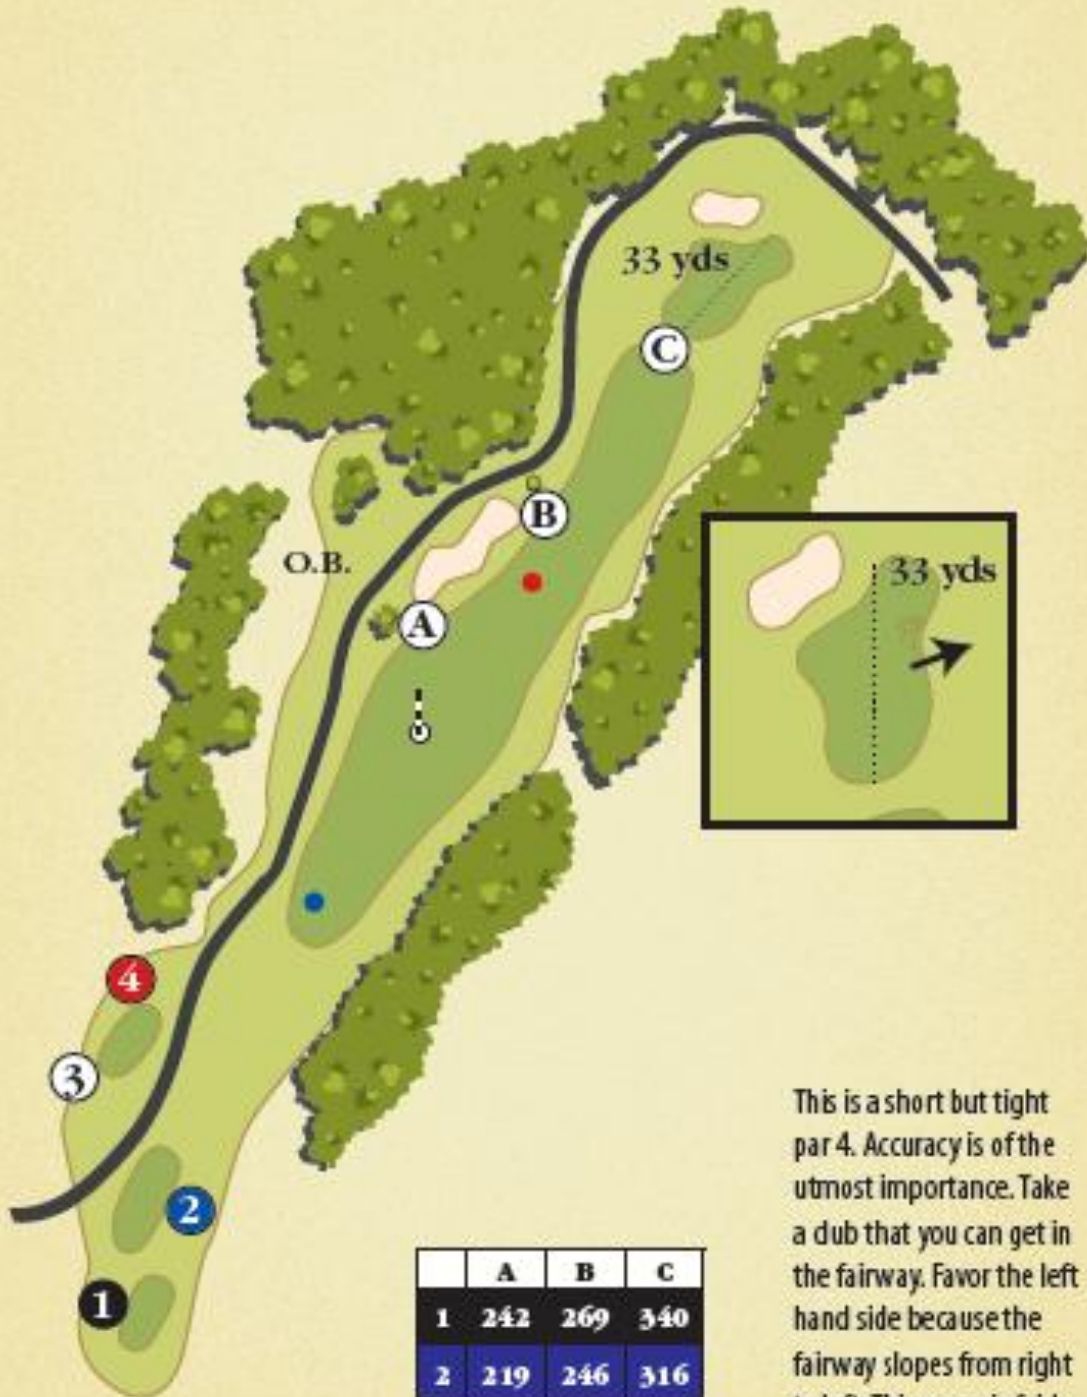 33 yds
C
B
O.B.
33 yds
A
4
3
2
1
A B C
1 242 269 340
2 219 246 316
This is a short but tight
par 4. Accuracy is of the
utmost importance. Take
a club that you can get in
the fairway. Favor the left
hand side because the
fairway slopes from right